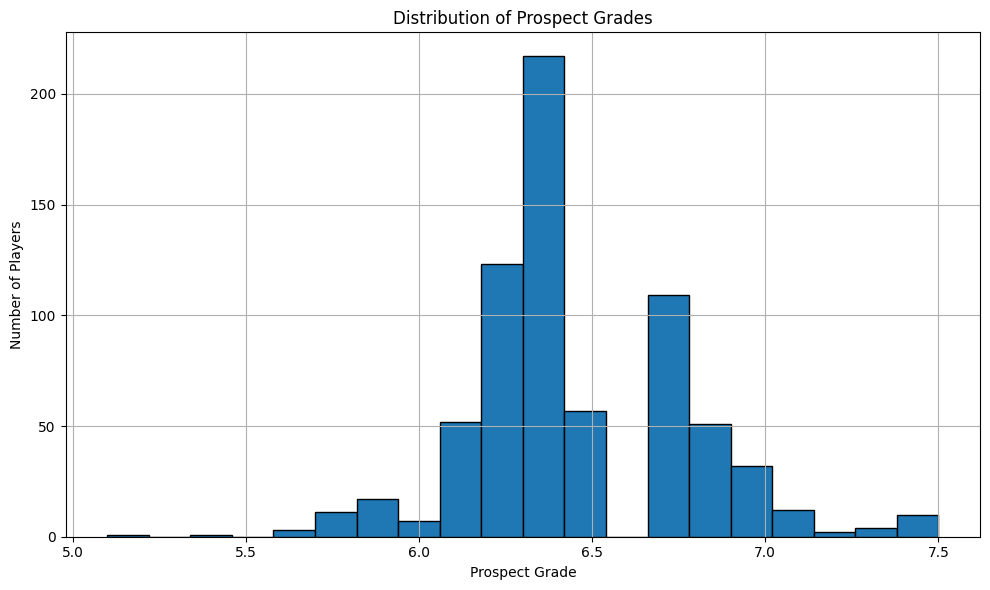 Distribution of Prospect Grades
200
150
100
50
0
Number of Players
5.0 5.5 6.0 6.5 7.0 7.5
Prospect Grade